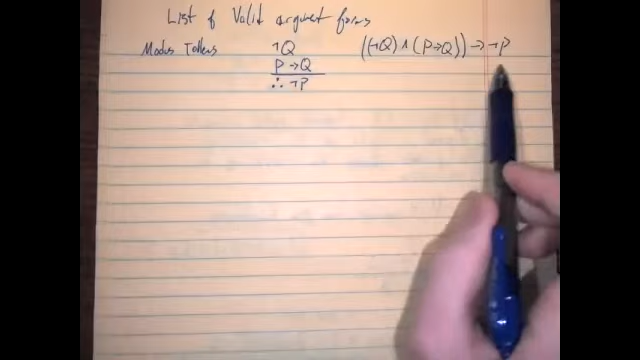 List of Valid argument forms
Modus Tollens ¬Q ((¬Q) ∧ (P→Q)) → ¬P
P → Q
∴ ¬P